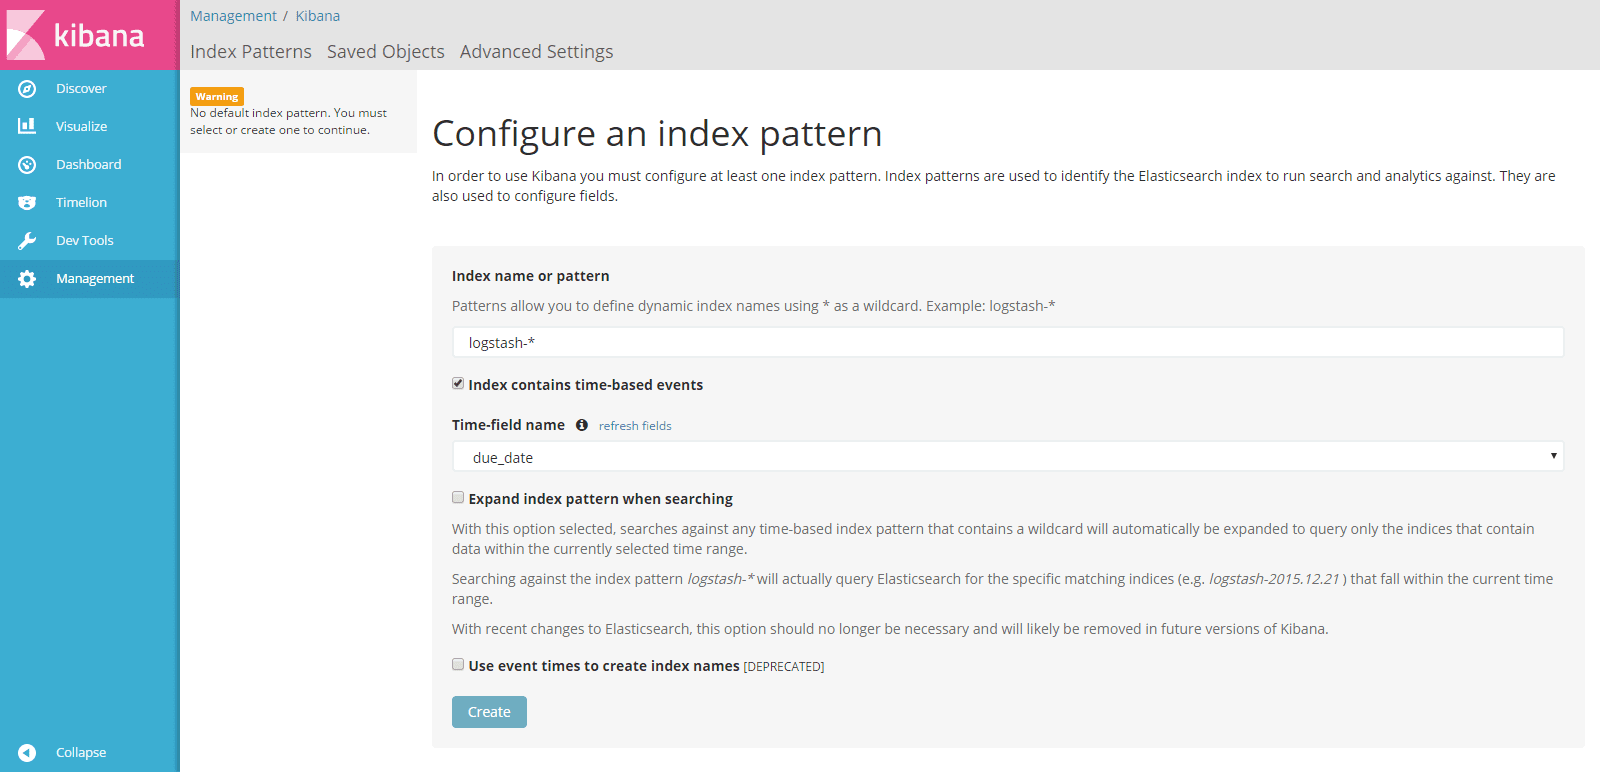 kibana
Discover
Visualize
Dashboard
Timelion
Dev Tools
Management
Collapse
Management / Kibana
Index Patterns Saved Objects Advanced Settings
Warning
No default index pattern. You must
select or create one to continue.
Configure an index pattern
In order to use Kibana you must configure at least one index pattern. Index patterns are used to identify the Elasticsearch index to run search and analytics against. They are
also used to configure fields.
Index name or pattern
Patterns allow you to define dynamic index names using * as a wildcard. Example: logstash-*
logstash-*
Index contains time-based events
Time-field name refresh fields
due_date
Expand index pattern when searching
With this option selected, searches against any time-based index pattern that contains a wildcard will automatically be expanded to query only the indices that contain
data within the currently selected time range.
Searching against the index pattern logstash-* will actually query Elasticsearch for the specific matching indices (e.g. logstash-2015.12.21 ) that fall within the current time
range.
With recent changes to Elasticsearch, this option should no longer be necessary and will likely be removed in future versions of Kibana.
Use event times to create index names [DEPRECATED]
Create